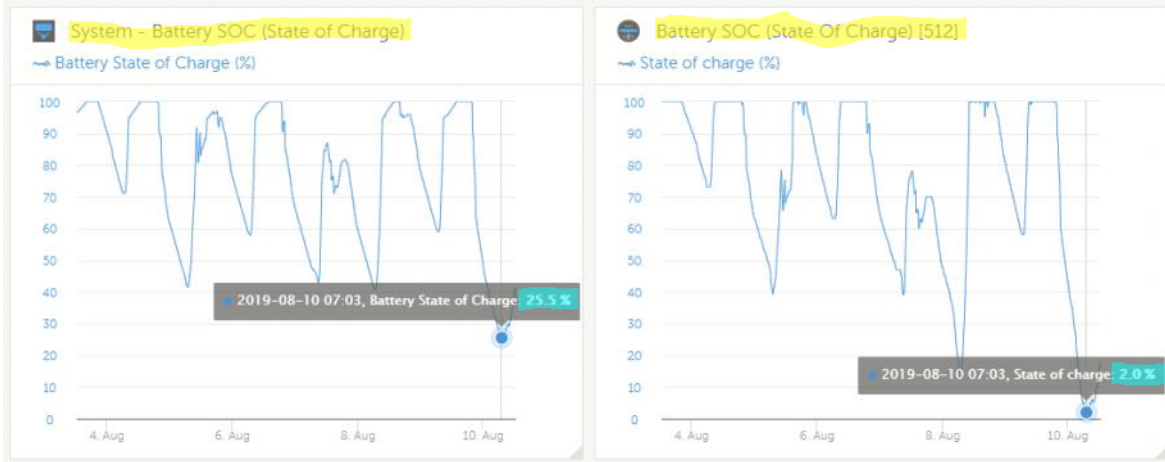 System - Battery SOC (State of Charge)
Battery State of Charge (%)
100
90
80
70
60
50
40
30
20
10
0
2019-08-10 07:03, Battery State of Charge: 25.5 %
4. Aug
6. Aug
8. Aug
10. Aug
Battery SOC (State Of Charge) [512]
State of charge (%)
100
90
80
70
60
50
40
30
20
10
0
2019-08-10 07:03, State of charge: 2.0 %
4. Aug
6. Aug
8. Aug
10. Aug